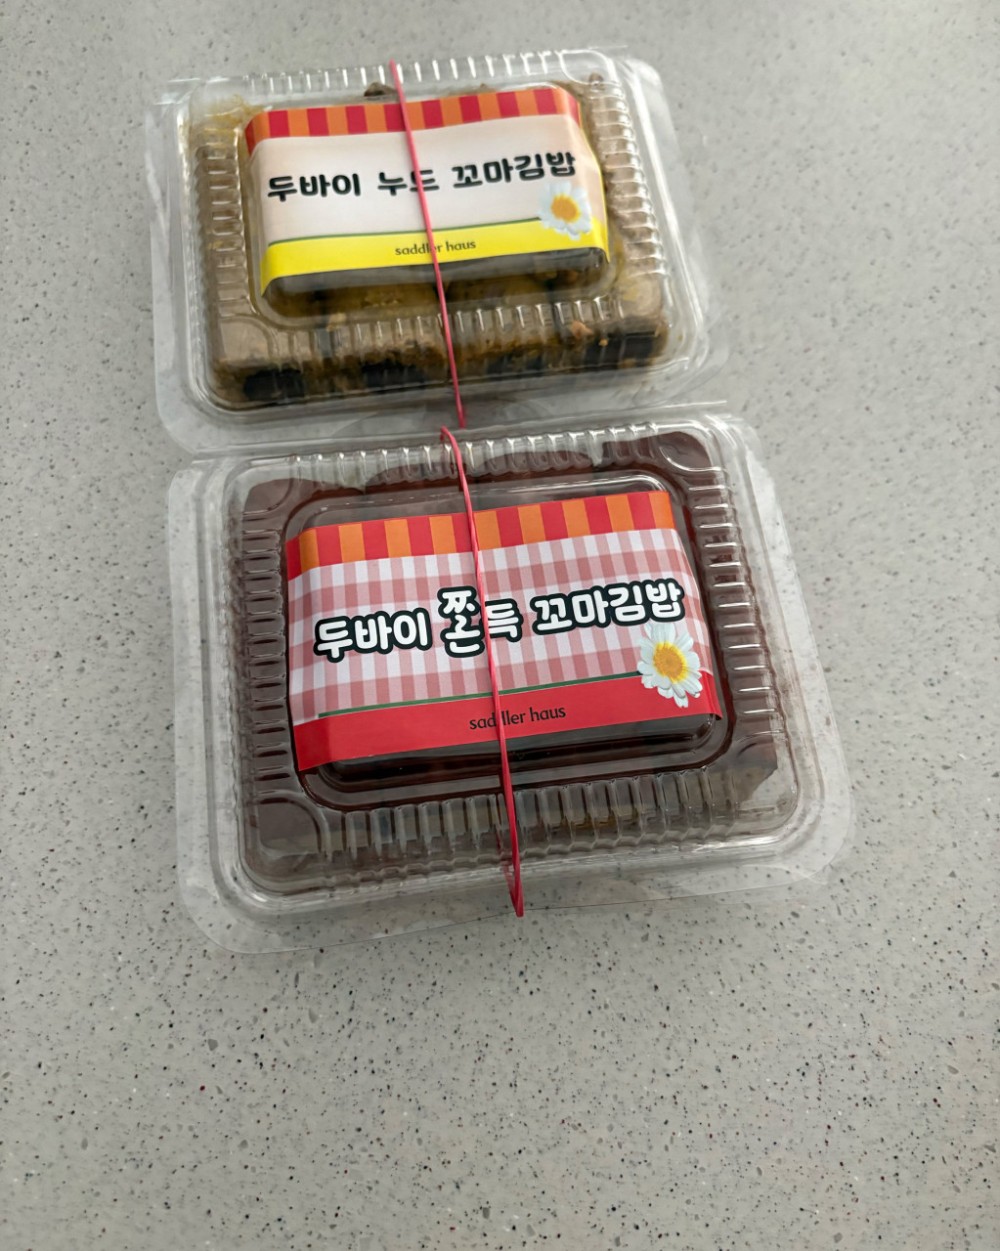 두바이 누드 꼬마김밥
saddler haus
두바이 쫀득 꼬마김밥
saddler haus